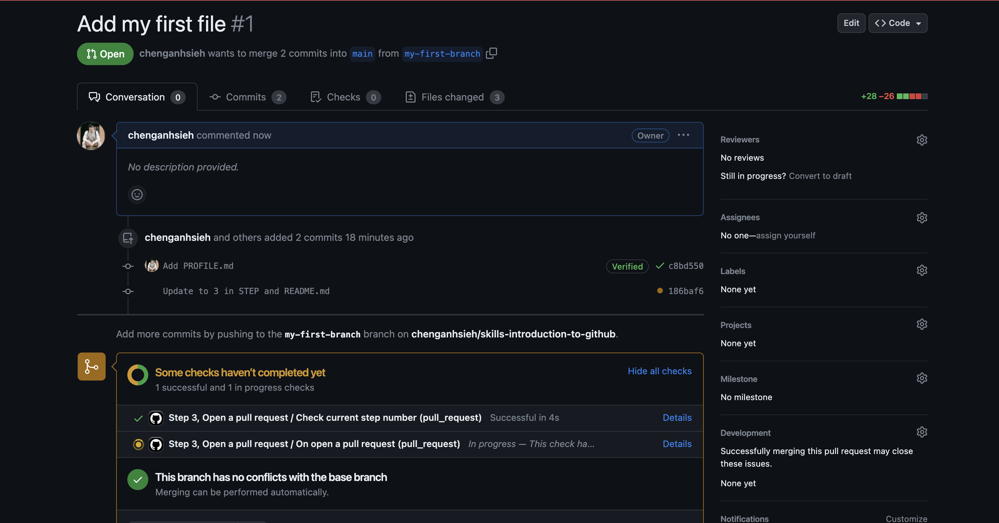 Add my first file #1
Edit
Code
Open
chenganhsieh wants to merge 2 commits into main from my-first-branch
Conversation 0
Commits 2
Checks 0
Files changed 3
+28 −26
chenganhsieh commented now
Owner
No description provided.
chenganhsieh and others added 2 commits 18 minutes ago
Add PROFILE.md
Verified
c8bd550
Update to 3 in STEP and README.md
186baf6
Add more commits by pushing to the my-first-branch branch on chenganhsieh/skills-introduction-to-github.
Some checks haven’t completed yet
Hide all checks
1 successful and 1 in progress checks
Step 3, Open a pull request / Check current step number (pull_request) Successful in 4s
Details
Step 3, Open a pull request / On open a pull request (pull_request) In progress — This check ha...
Details
This branch has no conflicts with the base branch
Merging can be performed automatically.
Reviewers
No reviews
Still in progress? Convert to draft
Assignees
No one—assign yourself
Labels
None yet
Projects
None yet
Milestone
No milestone
Development
Successfully merging this pull request may close
these issues.
None yet
Notifications
Customize